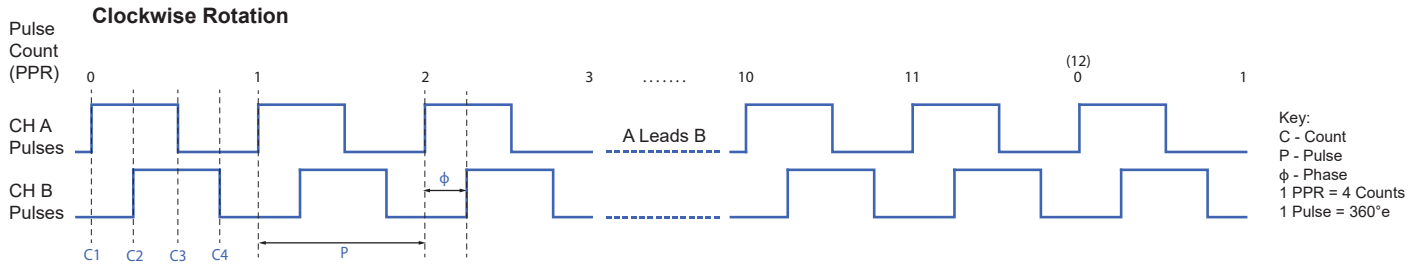 Clockwise Rotation
Pulse
Count
(PPR)
0 1 2 3 ....... 10 11 (12) 0 1
CH A
Pulses
A Leads B
CH B
Pulses
ϕ
C1 C2 C3 C4 P
Key:
C - Count
P - Pulse
ϕ - Phase
1 PPR = 4 Counts
1 Pulse = 360°e